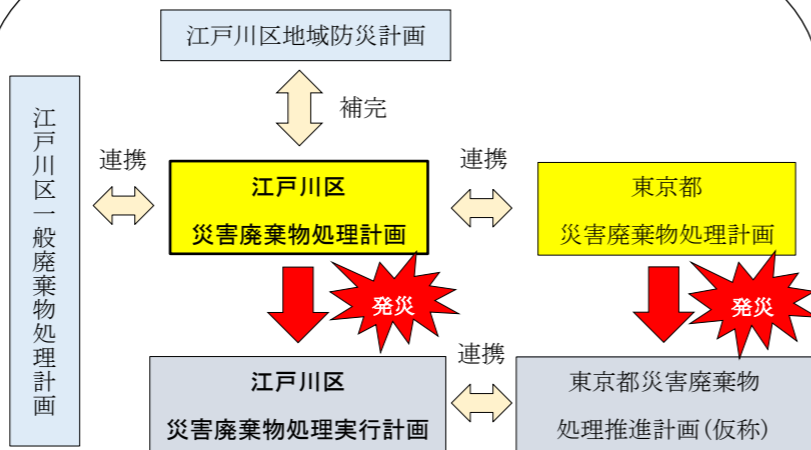 江戸川区地域防災計画
補完
江戸川区一般廃棄物処理計画
連携
江戸川区
災害廃棄物処理計画
連携
東京都
災害廃棄物処理計画
発災
発災
江戸川区
災害廃棄物処理実行計画
連携
東京都災害廃棄物
処理推進計画(仮称)